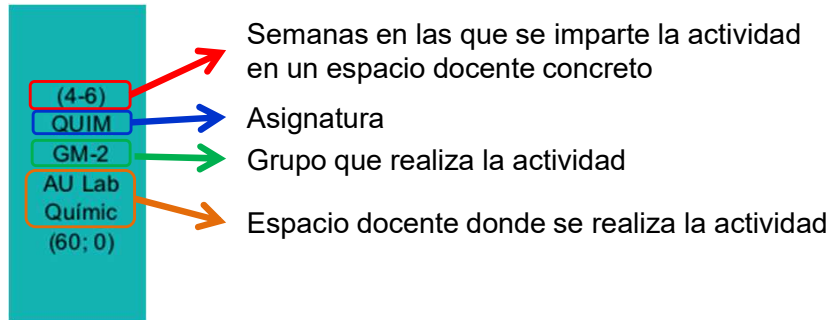 Semanas en las que se imparte la actividad
en un espacio docente concreto
(4-6)
QUIM
Asignatura
GM-2
Grupo que realiza la actividad
AU Lab
Químic
Espacio docente donde se realiza la actividad
(60; 0)